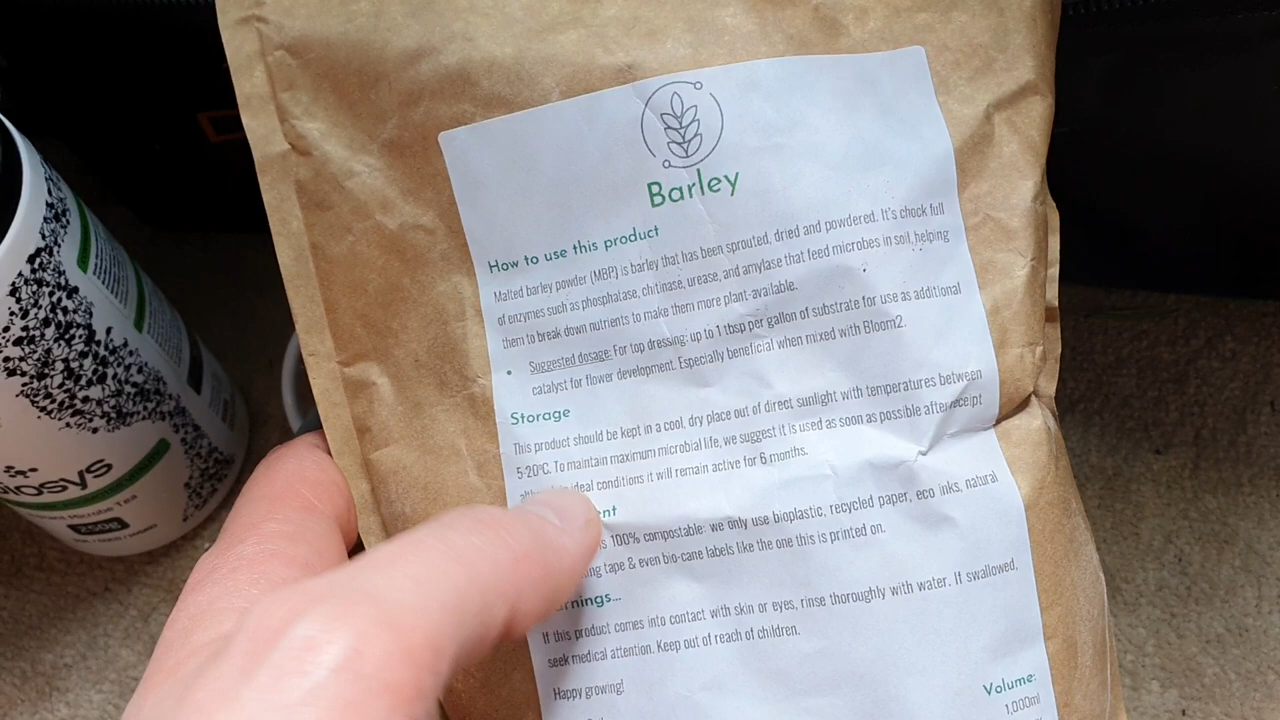 Barley
How to use this product
Malted barley powder (MBP) is barley that has been sprouted, dried and powdered. It's chock full
of enzymes such as phosphatase, chitinase, urease, and amylase that feed microbes in soil, helping
them to break down nutrients to make them more plant-available.
• Suggested dosage: For top dressing: up to 1 tbsp per gallon of substrate for use as additional
catalyst for flower development. Especially beneficial when mixed with Bloom2.
Storage
This product should be kept in a cool, dry place out of direct sunlight with temperatures between
5-20°C. To maintain maximum microbial life, we suggest it is used as soon as possible after receipt
ideal conditions it will remain active for 6 months.
100% compostable: we only use bioplastic, recycled paper, eco inks, natural
tape & even bio-cane labels like the one this is printed on.
If this product comes into contact with skin or eyes, rinse thoroughly with water. If swallowed,
seek medical attention. Keep out of reach of children.
Happy growing!
Volume:
1,000ml
iosys
Microbe Tea
250g